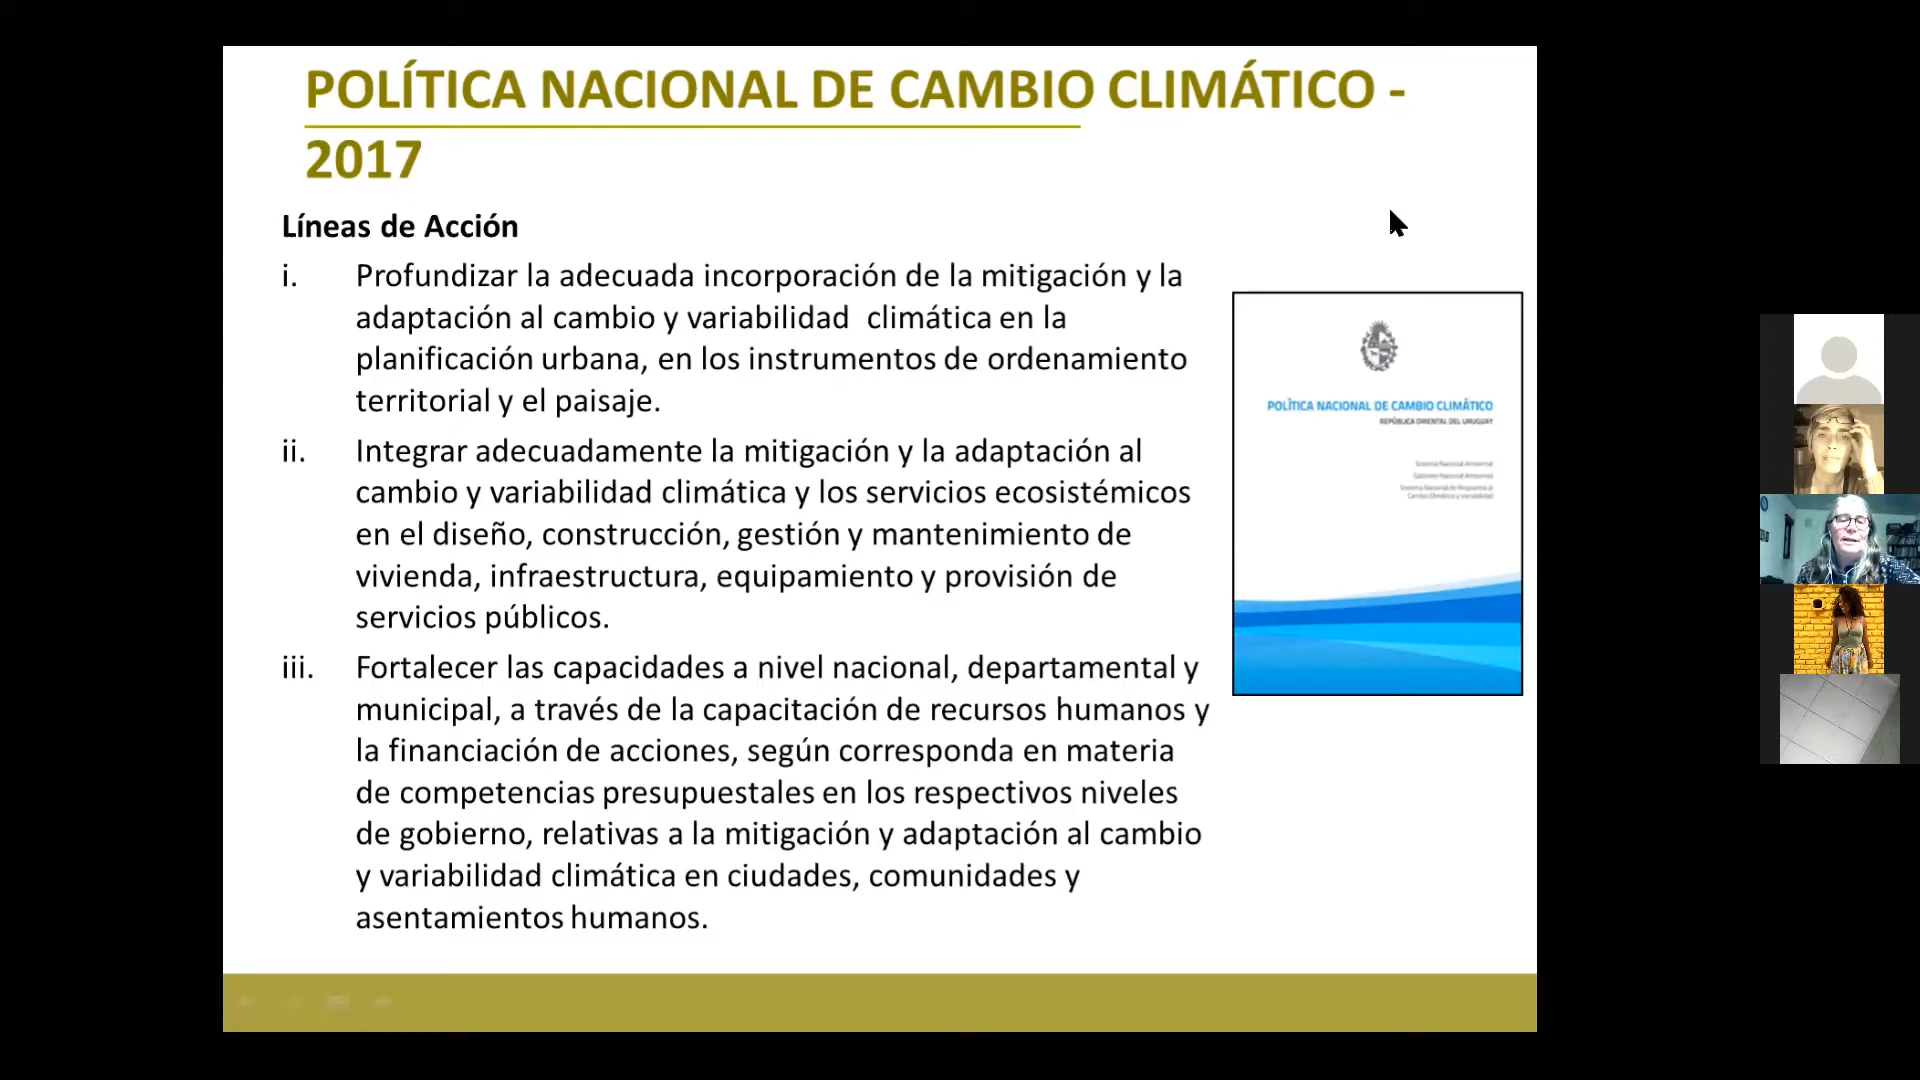 POLÍTICA NACIONAL DE CAMBIO CLIMÁTICO -
2017
Líneas de Acción
i. Profundizar la adecuada incorporación de la mitigación y la
adaptación al cambio y variabilidad climática en la
planificación urbana, en los instrumentos de ordenamiento
territorial y el paisaje.
ii. Integrar adecuadamente la mitigación y la adaptación al
cambio y variabilidad climática y los servicios ecosistémicos
en el diseño, construcción, gestión y mantenimiento de
vivienda, infraestructura, equipamiento y provisión de
servicios públicos.
iii. Fortalecer las capacidades a nivel nacional, departamental y
municipal, a través de la capacitación de recursos humanos y
la financiación de acciones, según corresponda en materia
de competencias presupuestales en los respectivos niveles
de gobierno, relativas a la mitigación y adaptación al cambio
y variabilidad climática en ciudades, comunidades y
asentamientos humanos.
POLÍTICA NACIONAL DE CAMBIO CLIMÁTICO
REPÚBLICA ORIENTAL DEL URUGUAY
Sistema Nacional Ambiental
Gabinete Nacional Ambiental
Sistema Nacional de Respuesta al
Cambio Climático y Variabilidad